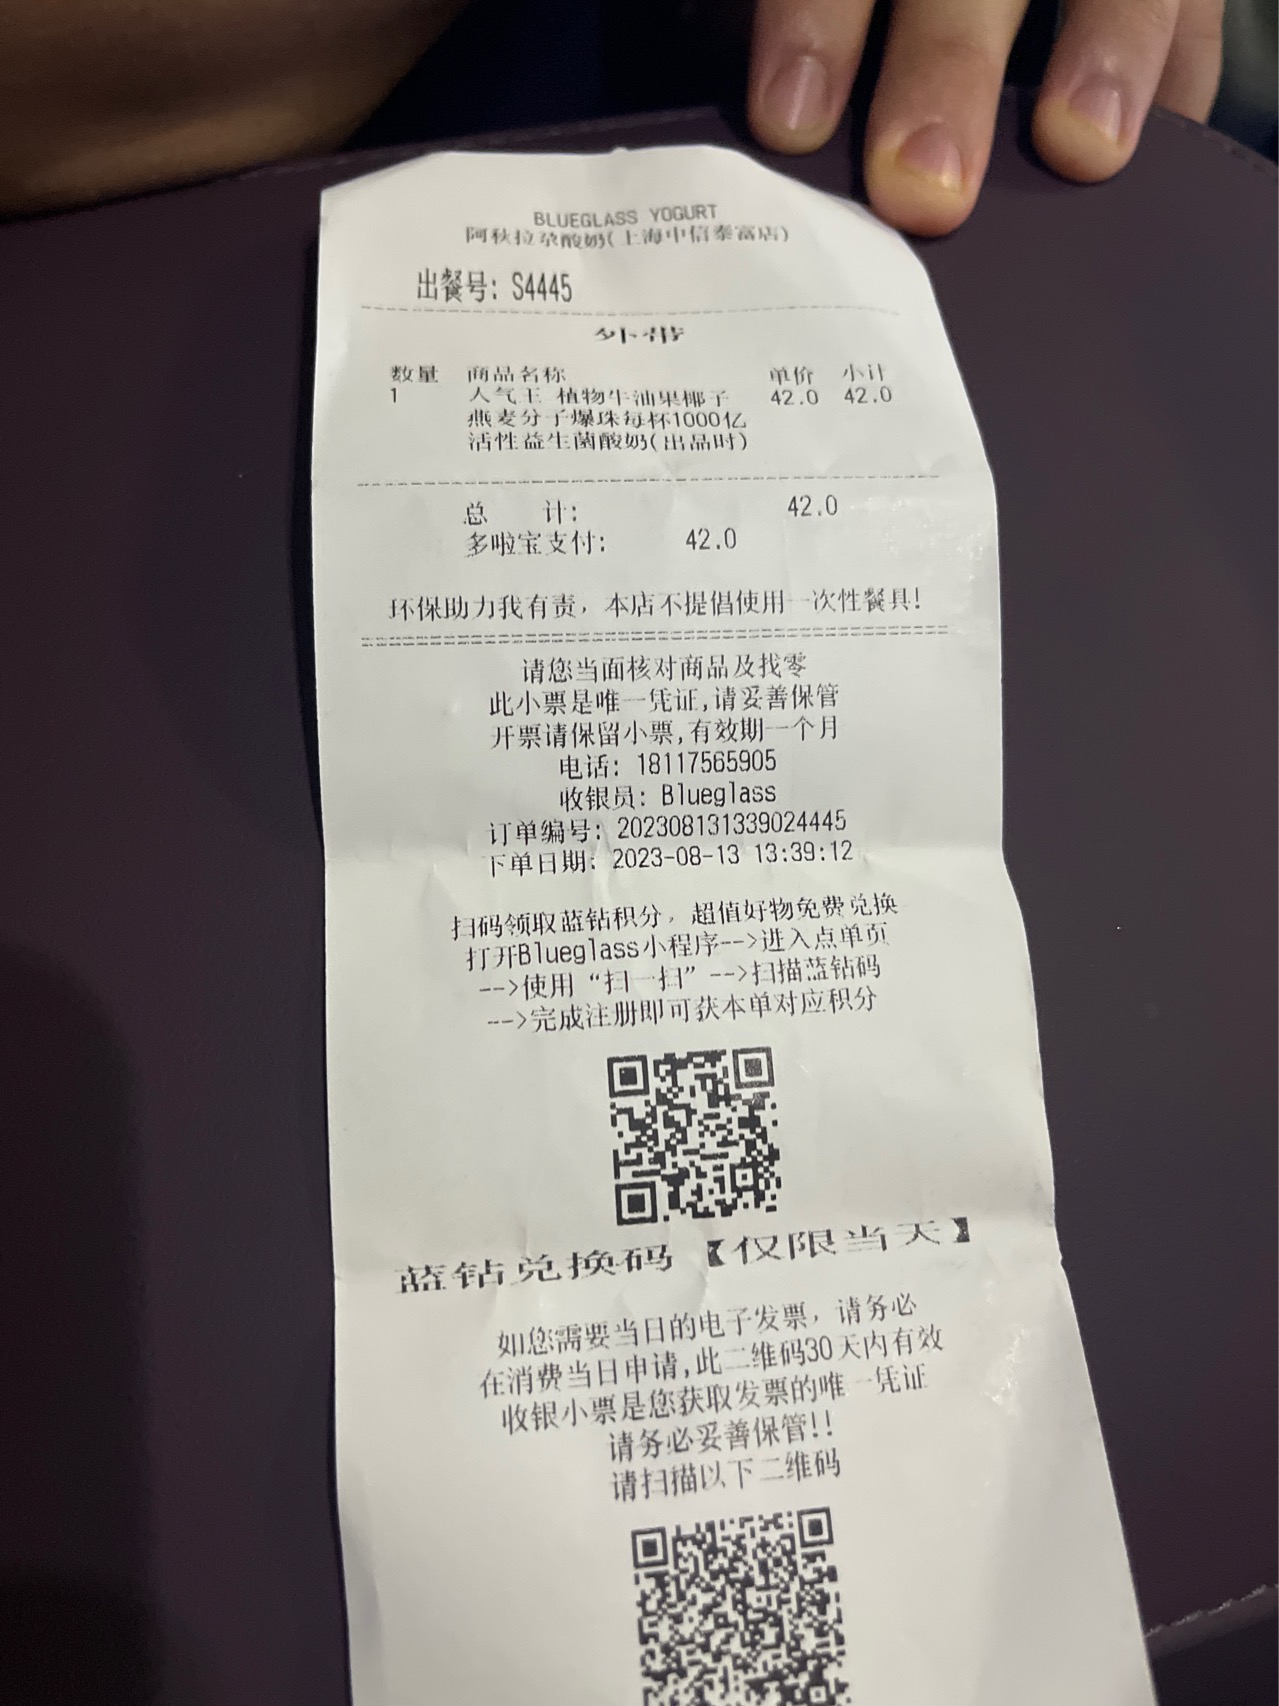 BLUEGLASS YOGURT
阿秋拉尕酸奶(上海中信泰富店)
出餐号: S4445
外带
数量 商品名称 单价 小计
1 人气王 植物牛油果椰子 42.0 42.0
燕麦分子爆珠每杯1000亿
活性益生菌酸奶(出品时)
总 计: 42.0
多啦宝支付: 42.0
环保助力我有责，本店不提倡使用一次性餐具!
请您当面核对商品及找零
此小票是唯一凭证,请妥善保管
开票请保留小票,有效期一个月
电话: 18117565905
收银员: Blueglass
订单编号: 202308131339024445
下单日期: 2023-08-13 13:39:12
扫码领取蓝钻积分，超值好物免费兑换
打开Blueglass小程序-->进入点单页
-->使用“扫一扫”-->扫描蓝钻码
-->完成注册即可获本单对应积分
蓝钻兑换码【仅限当天】
如您需要当日的电子发票，请务必
在消费当日申请,此二维码30天内有效
收银小票是您获取发票的唯一凭证
请务必妥善保管!!
请扫描以下二维码